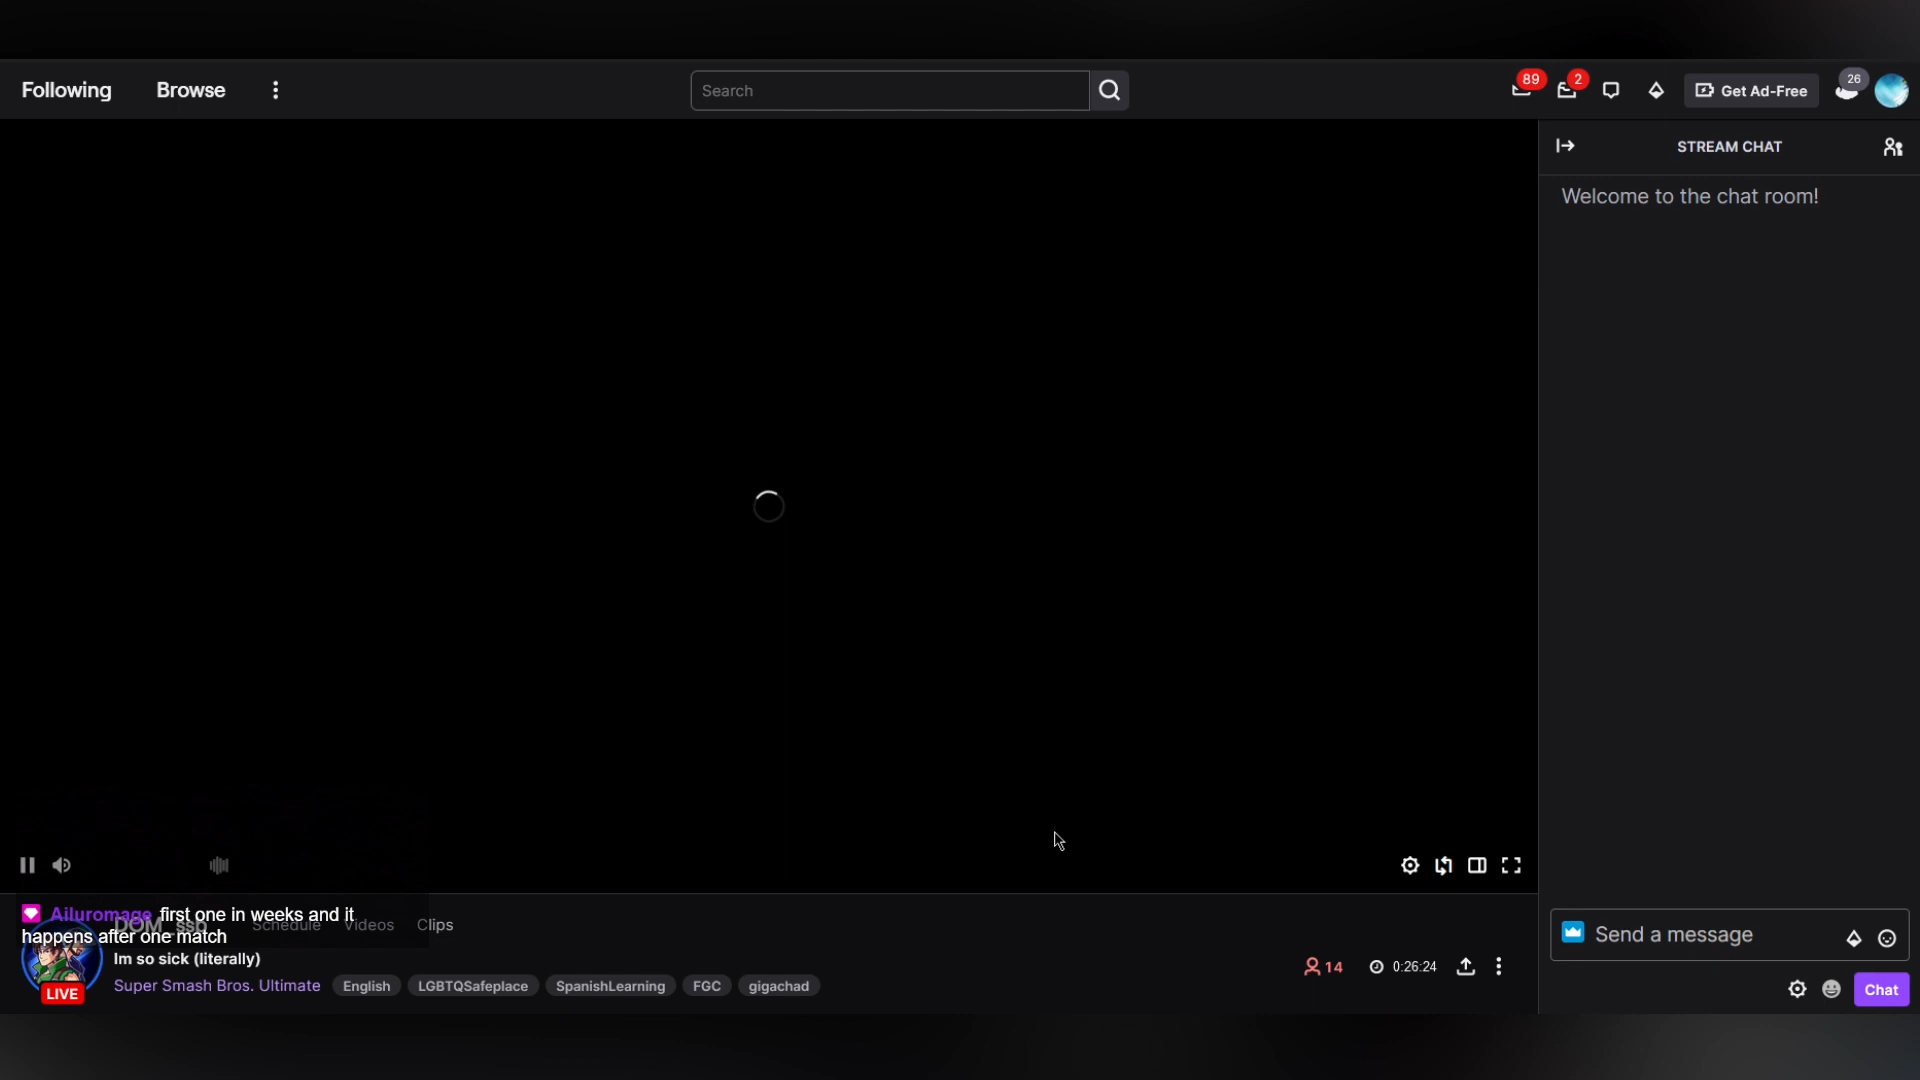 Following Browse
Search
89
2
Get Ad-Free
26
STREAM CHAT
Welcome to the chat room!
Ailuromage first one in weeks and it
happens after one match
DOM_ssb Schedule Videos Clips
Im so sick (literally)
LIVE
Super Smash Bros. Ultimate English LGBTQSafeplace SpanishLearning FGC gigachad
14 0:26:24
Send a message
Chat